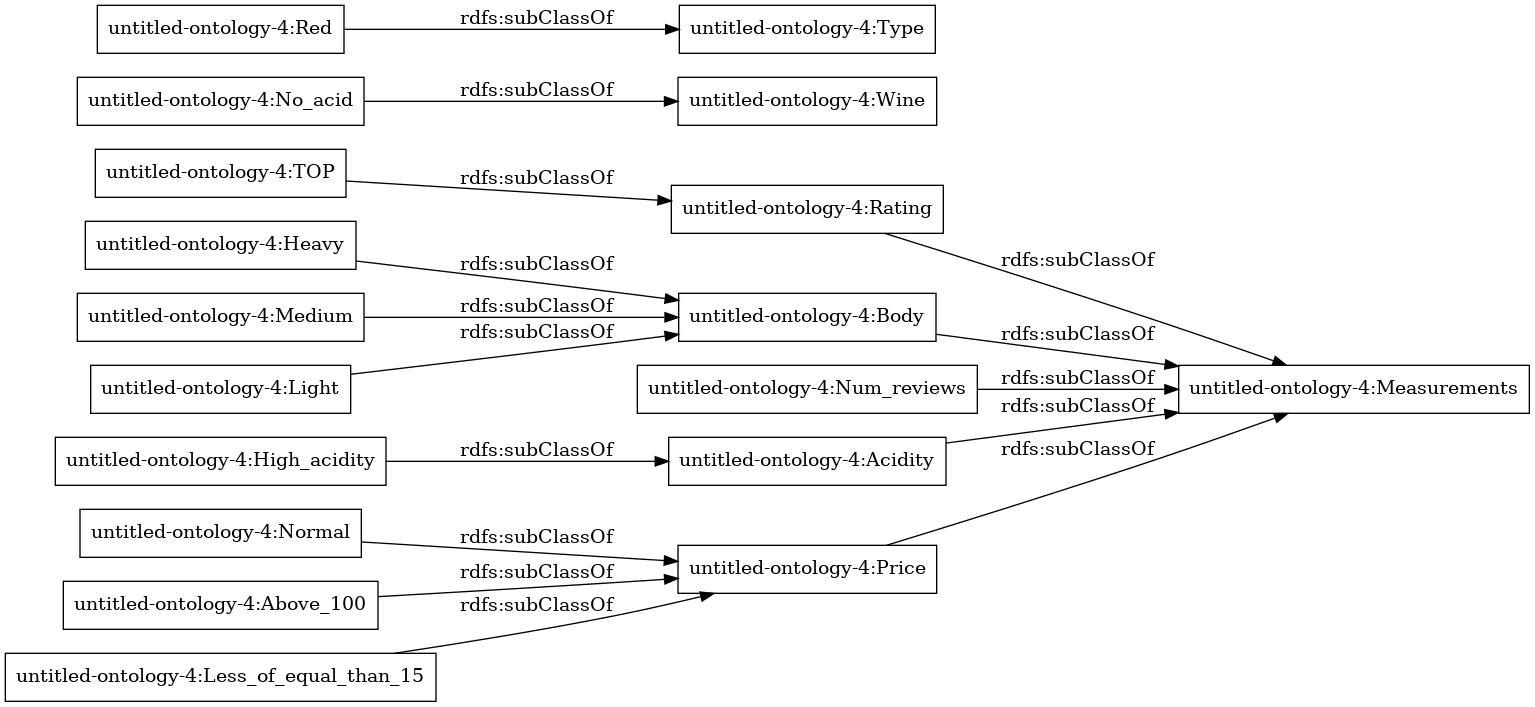 untitled-ontology-4:Red
rdfs:subClassOf
untitled-ontology-4:Type
untitled-ontology-4:No_acid
rdfs:subClassOf
untitled-ontology-4:Wine
untitled-ontology-4:TOP
rdfs:subClassOf
untitled-ontology-4:Rating
rdfs:subClassOf
untitled-ontology-4:Heavy
rdfs:subClassOf
untitled-ontology-4:Medium
rdfs:subClassOf
untitled-ontology-4:Body
rdfs:subClassOf
rdfs:subClassOf
untitled-ontology-4:Light
untitled-ontology-4:Num_reviews
rdfs:subClassOf
untitled-ontology-4:Measurements
rdfs:subClassOf
untitled-ontology-4:High_acidity
rdfs:subClassOf
untitled-ontology-4:Acidity
rdfs:subClassOf
untitled-ontology-4:Normal
rdfs:subClassOf
untitled-ontology-4:Price
untitled-ontology-4:Above_100
rdfs:subClassOf
rdfs:subClassOf
untitled-ontology-4:Less_of_equal_than_15